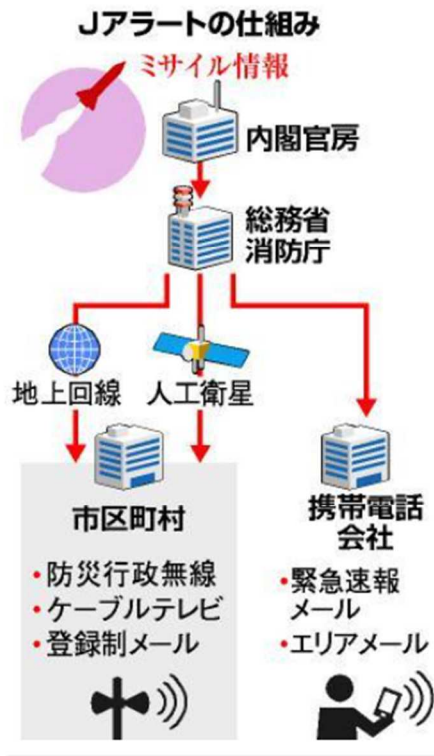 Jアラートの仕組み
ミサイル情報
内閣官房
総務省
消防庁
地上回線
人工衛星
市区町村
・防災行政無線
・ケーブルテレビ
・登録制メール
携帯電話
会社
・緊急速報
メール
・エリアメール